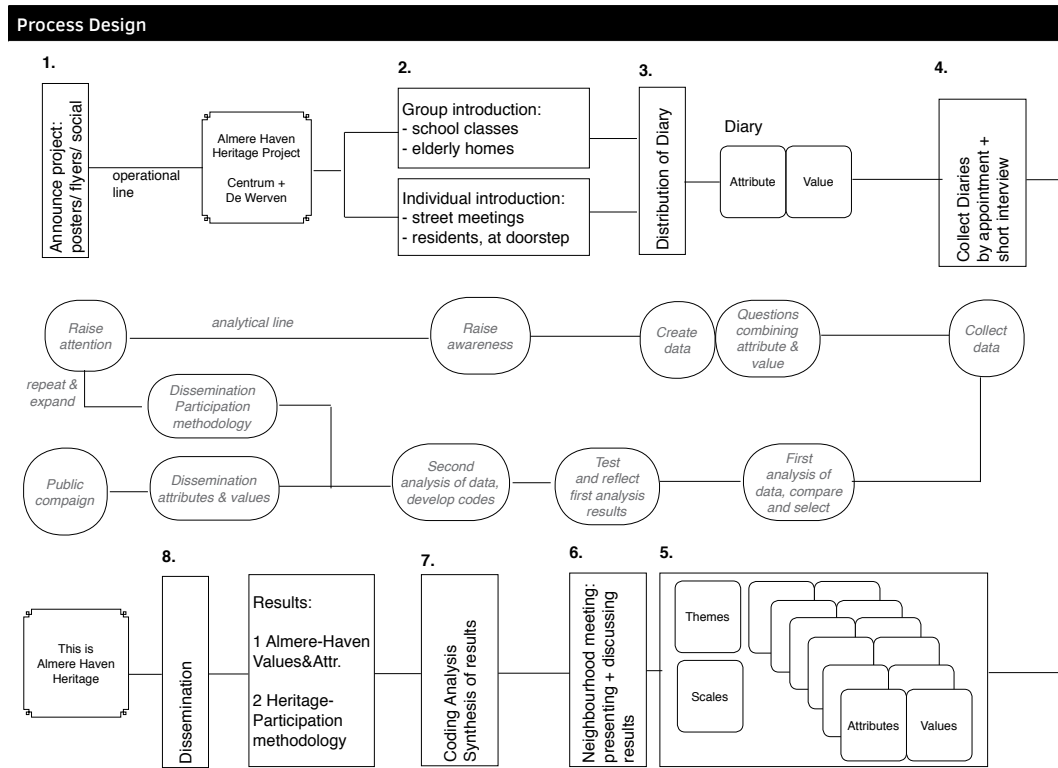 Process Design
1.
Announce project:
posters/ flyers/ social
operational
line
Almere Haven
Heritage Project
Centrum +
De Werven
2.
Group introduction:
- school classes
- elderly homes
Individual introduction:
- street meetings
- residents, at doorstep
3.
Distribution of Diary
Diary
Attribute
Value
4.
Collect Diaries
by appointment +
short interview
Raise
attention
analytical line
Raise
awareness
Create
data
Questions
combining
attribute &
value
Collect
data
repeat &
expand
Dissemination
Participation
methodology
Public
compaign
Dissemination
attributes & values
Second
analysis of data,
develop codes
Test
and reflect
first analysis
results
First
analysis of
data, compare
and select
This is
Almere Haven
Heritage
8.
Dissemination
Results:
1 Almere-Haven
Values&Attr.
2 Heritage-
Participation
methodology
7.
Coding Analysis
Synthesis of results
6.
Neighbourhood meeting:
presenting + discussing
results
5.
Themes
Scales
Attributes
Values